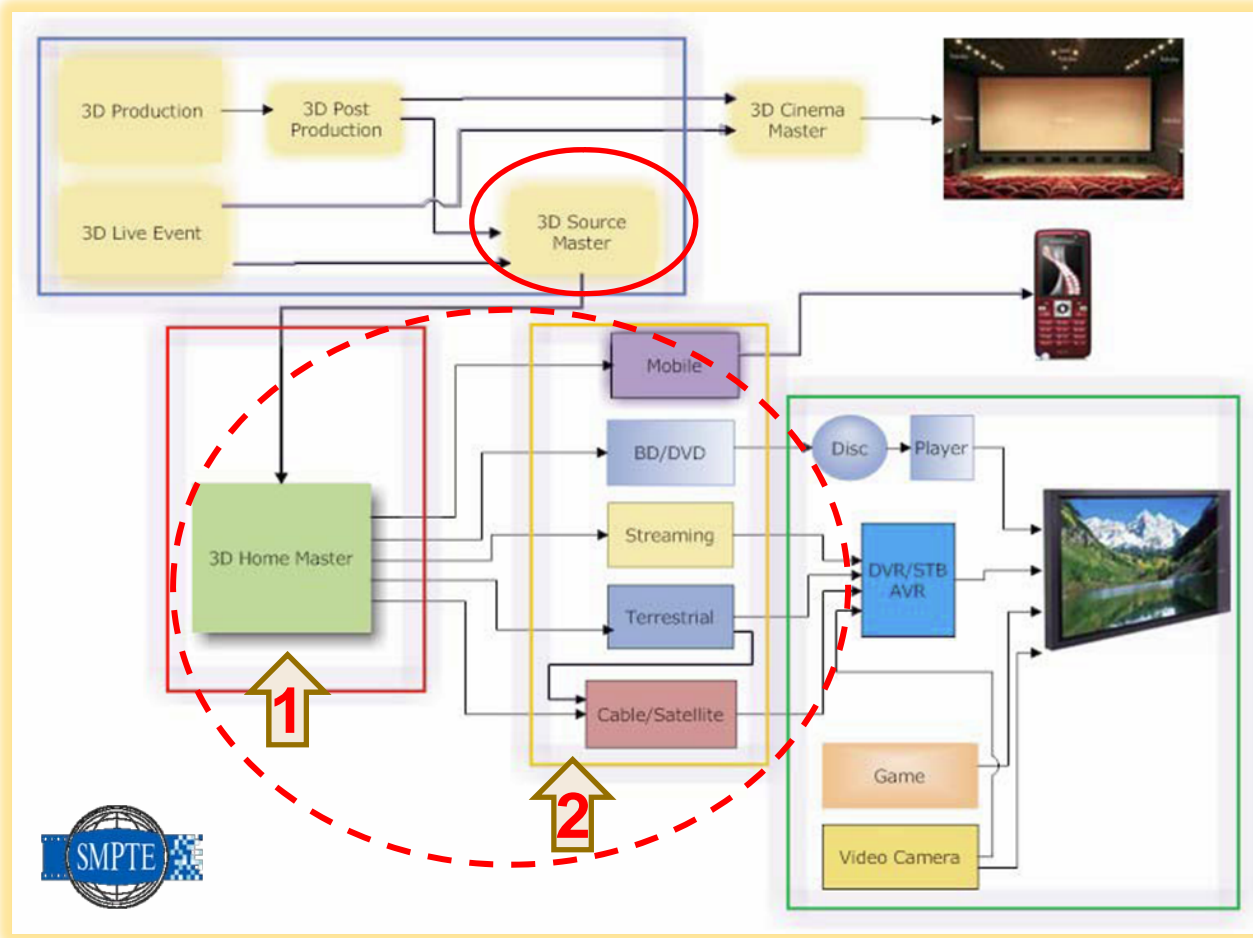 3D Production
3D Post
Production
3D Cinema
Master
3D Live Event
3D Source
Master
Mobile
BD/DVD
Disc
Player
3D Home Master
Streaming
DVR/STB
AVR
Terrestrial
1
Cable/Satellite
Game
2
Video Camera
SMPTE